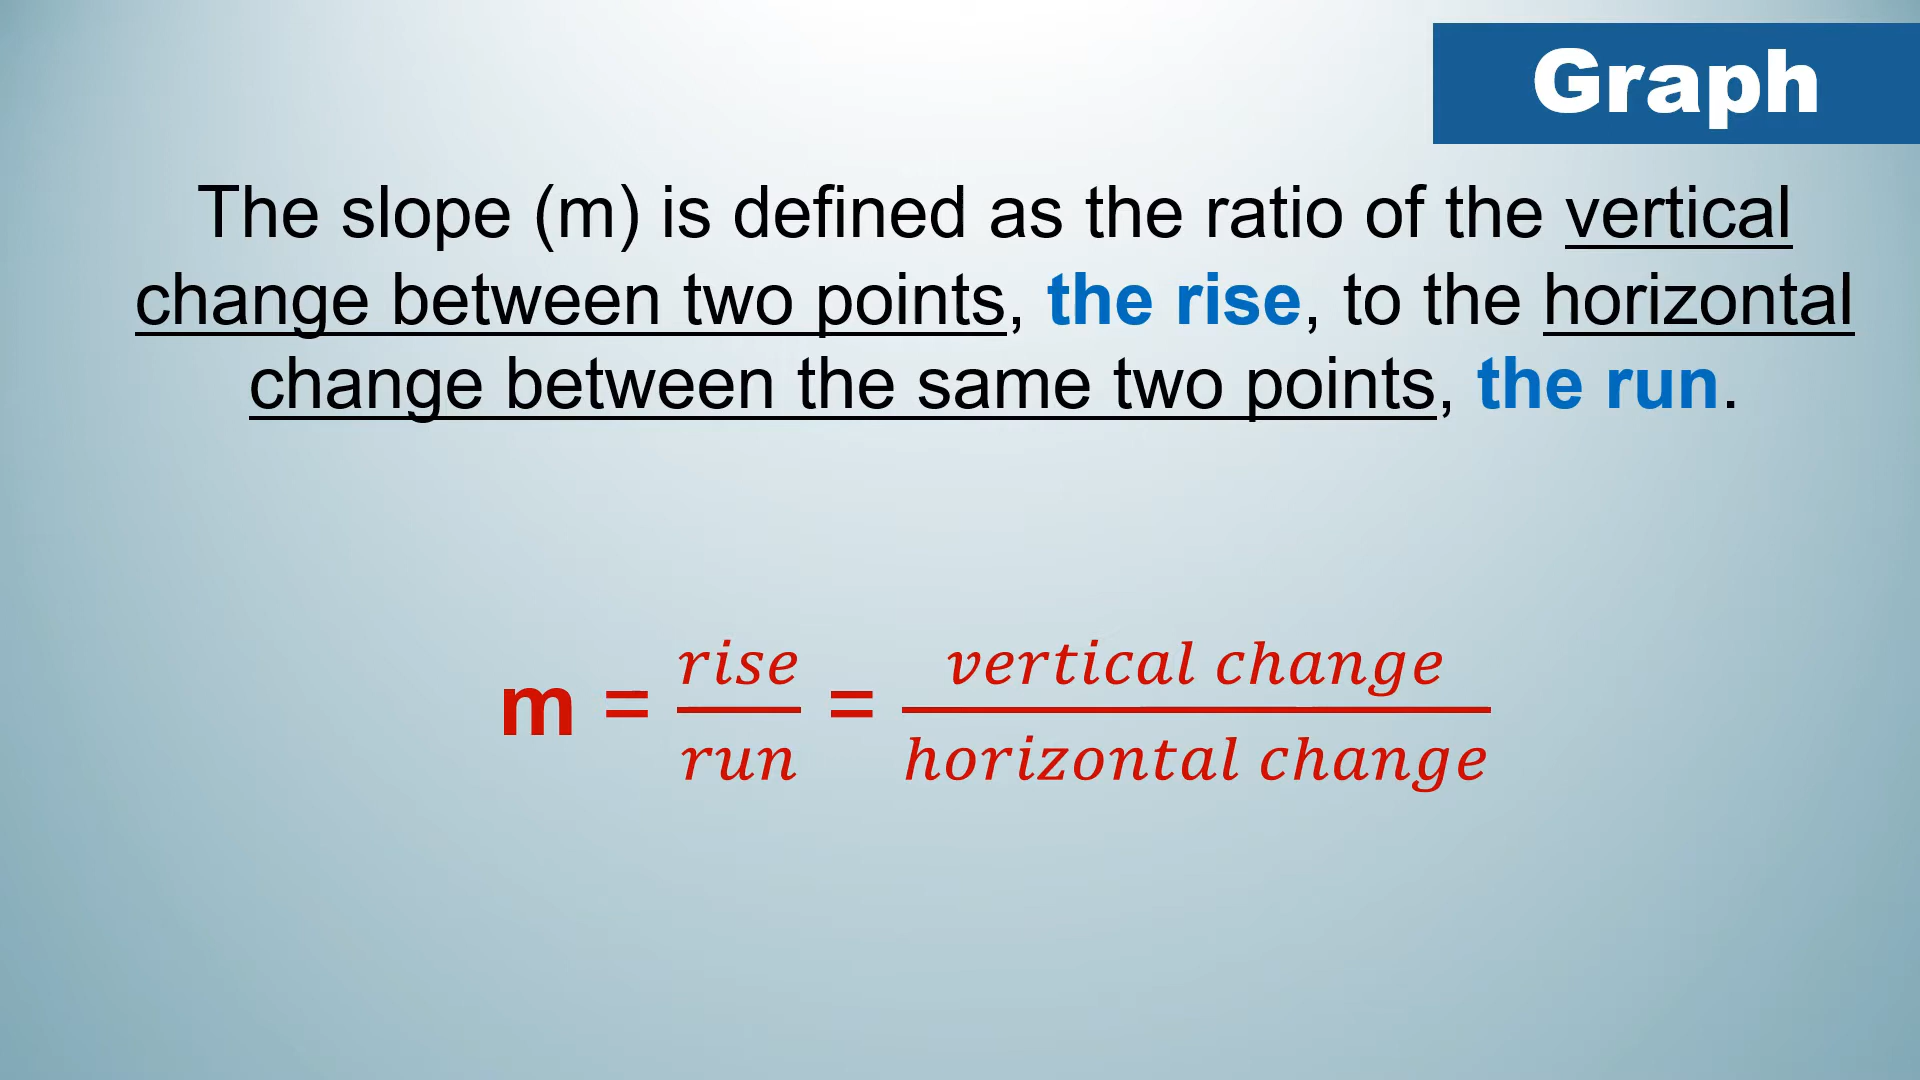 Graph
The slope (m) is defined as the ratio of the vertical
change between two points, the rise, to the horizontal
change between the same two points, the run.
m = rise/run = vertical change/horizontal change